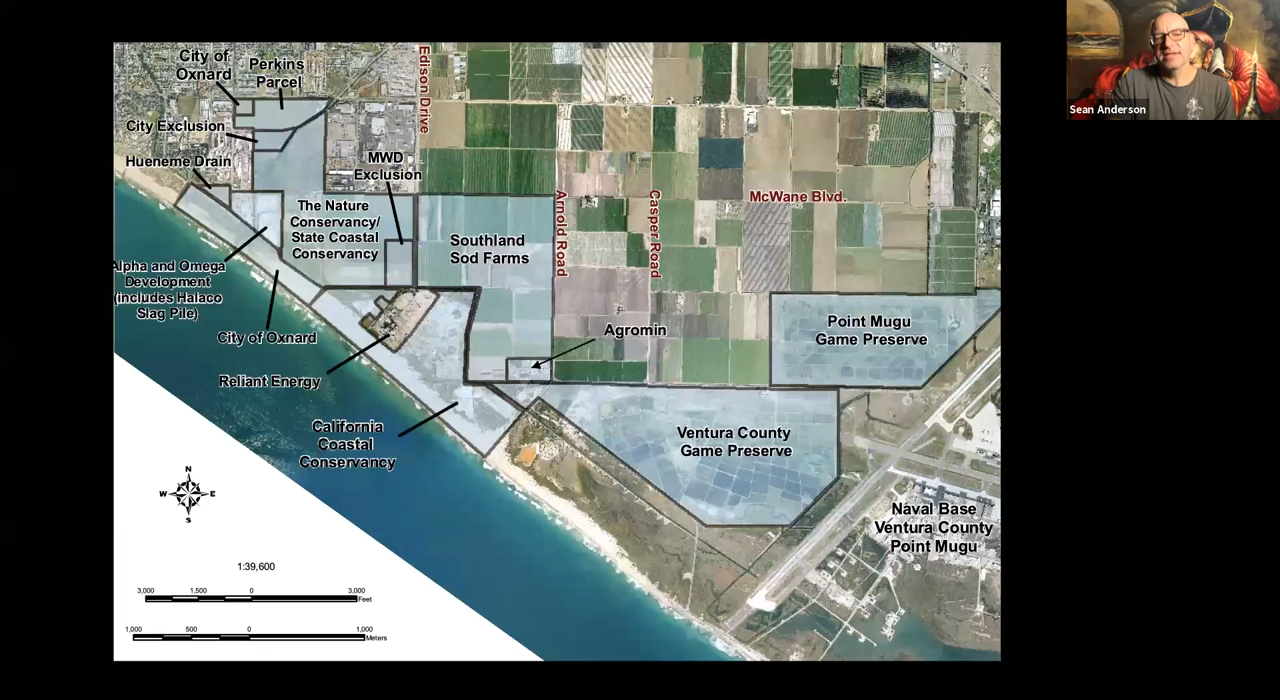 City of
Oxnard
Perkins
Parcel
Edison Drive
City Exclusion
Hueneme Drain
MWD
Exclusion
The Nature
Conservancy/
State Coastal
Conservancy
Southland
Sod Farms
Arnold Road
Casper Road
McWane Blvd.
Alpha and Omega
Development
(includes Halaco
Slag Pile)
City of Oxnard
Reliant Energy
Agromin
Point Mugu
Game Preserve
California
Coastal
Conservancy
Ventura County
Game Preserve
Naval Base
Ventura County
Point Mugu
N
W E
S
1:39,600
3,000 1,500 0 3,000
Feet
1,000 500 0 1,000
Meters
Sean Anderson